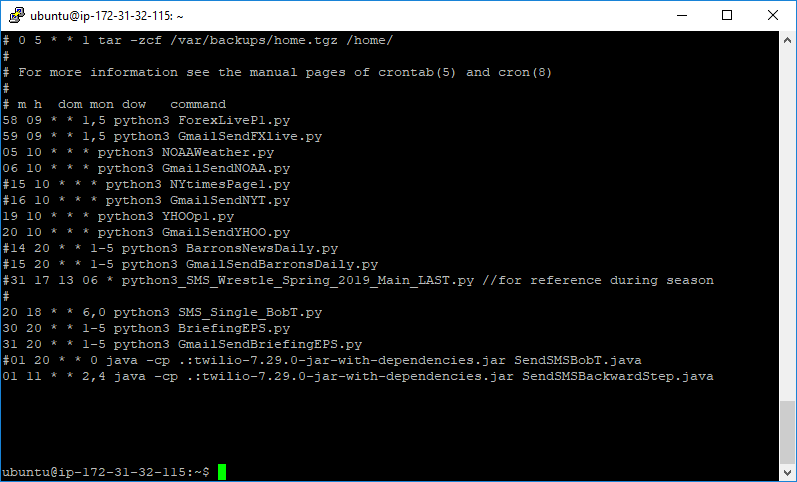 ubuntu@ip-172-31-32-115: ~
# 0 5 * * 1 tar -zcf /var/backups/home.tgz /home/
#
# For more information see the manual pages of crontab(5) and cron(8)
#
# m h  dom mon dow   command
58 09 * * 1,5 python3 ForexLiveP1.py
59 09 * * 1,5 python3 GmailSendFXlive.py
05 10 * * * python3 NOAAWeather.py
06 10 * * * python3 GmailSendNOAA.py
#15 10 * * * python3 NYtimesPage1.py
#16 10 * * * python3 GmailSendNYT.py
19 10 * * * python3 YHOOp1.py
20 10 * * * python3 GmailSendYHOO.py
#14 20 * * 1-5 python3 BarronsNewsDaily.py
#15 20 * * 1-5 python3 GmailSendBarronsDaily.py
#31 17 13 06 * python3_SMS_Wrestle_Spring_2019_Main_LAST.py //for reference during season
#
20 18 * * 6,0 python3 SMS_Single_BobT.py
30 20 * * 1-5 python3 BriefingEPS.py
31 20 * * 1-5 python3 GmailSendBriefingEPS.py
#01 20 * * 0 java -cp .:twilio-7.29.0-jar-with-dependencies.jar SendSMSBobT.java
01 11 * * 2,4 java -cp .:twilio-7.29.0-jar-with-dependencies.jar SendSMSBackwardStep.java
ubuntu@ip-172-31-32-115:~$